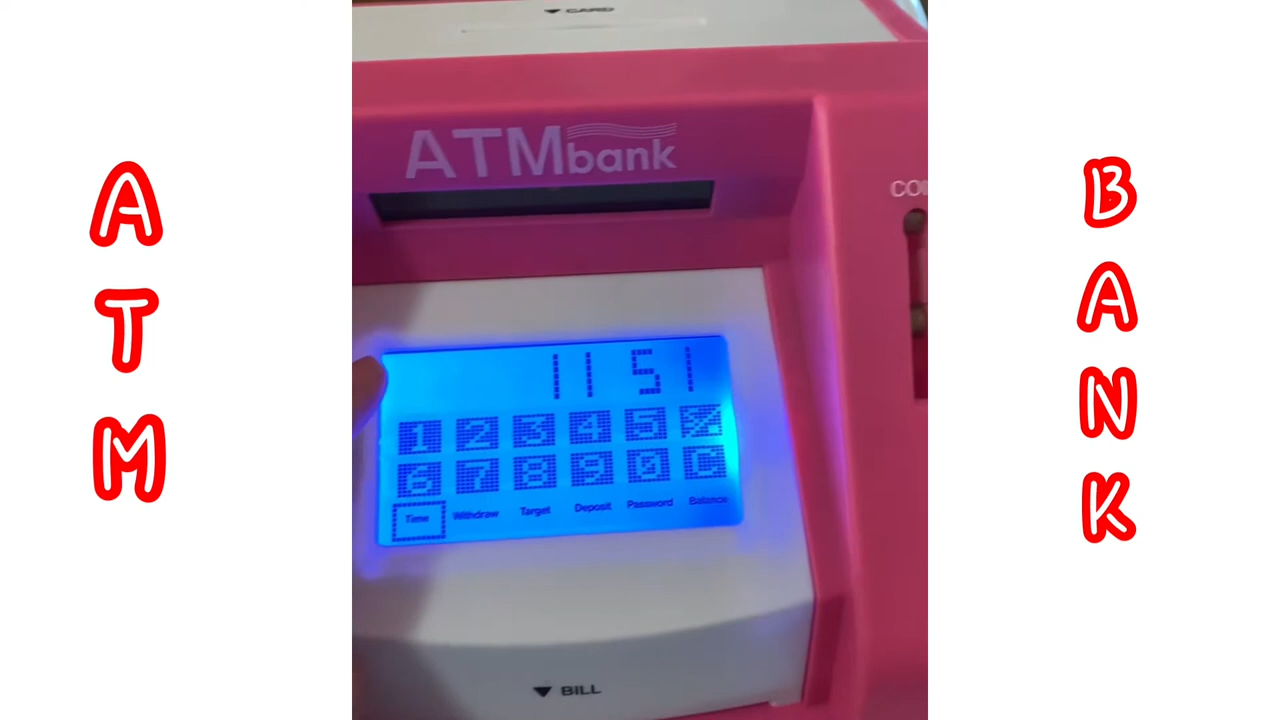 CARD
ATMbank
CO
11 51
1 2 3 4 5 %
6 7 8 9 0 C
Time Withdraw Target Deposit Password Balance
BILL
A
T
M
B
A
N
K